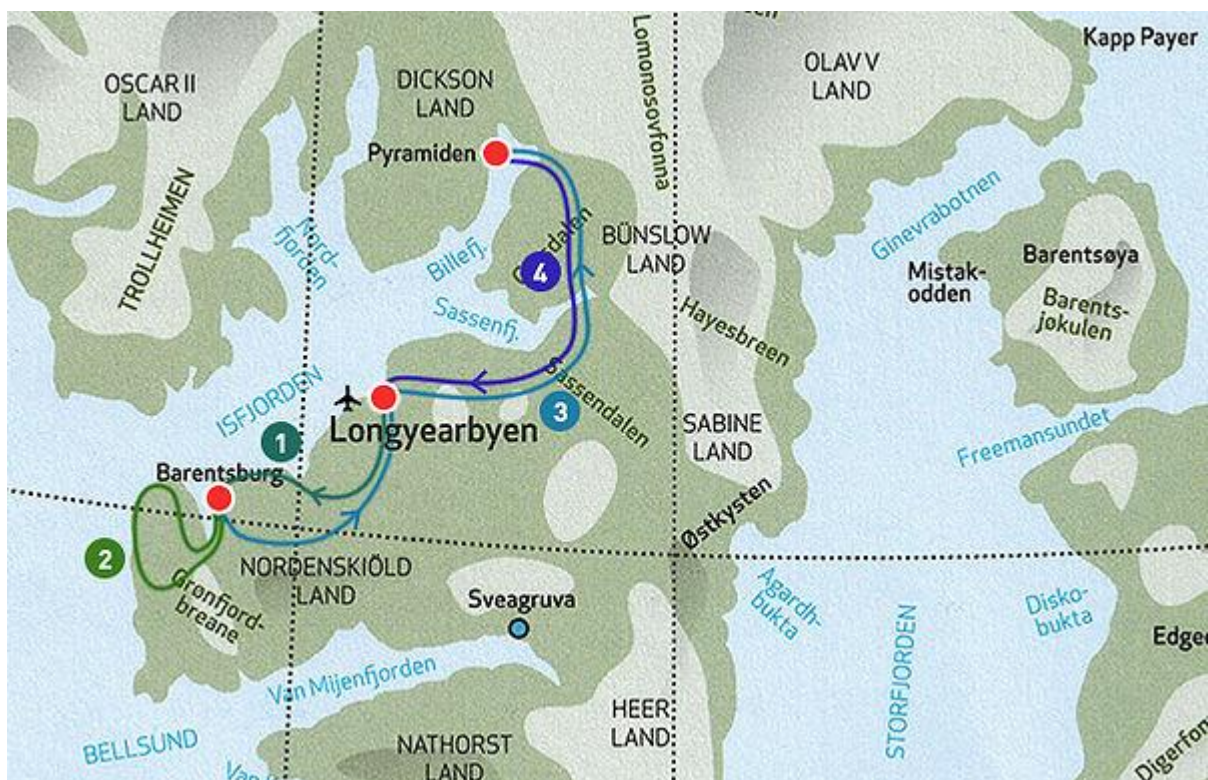 Kapp Payer
OSCAR II
LAND
DICKSON
LAND
Lomonosovfonna
OLAV V
LAND
Pyramiden
TROLLHEIMEN
Nord-
fjorden
Billefj.
4
BÜNSLOW
LAND
Ginevrabotnen
Mistak-
odden
Barentsøya
Barents-
jøkulen
Sassenfj.
Hayesbreen
ISFJORDEN
Longyearbyen
3
Sassendalen
SABINE
LAND
Freemansundet
1
Barentsburg
2
Grønfjord-
breane
NORDENSKIÖLD
LAND
Østkysten
Sveagruva
Agardh-
bukta
Disko-
bukta
STORFJORDEN
Van Mijenfjorden
HEER
LAND
BELLSUND
NATHORST
LAND